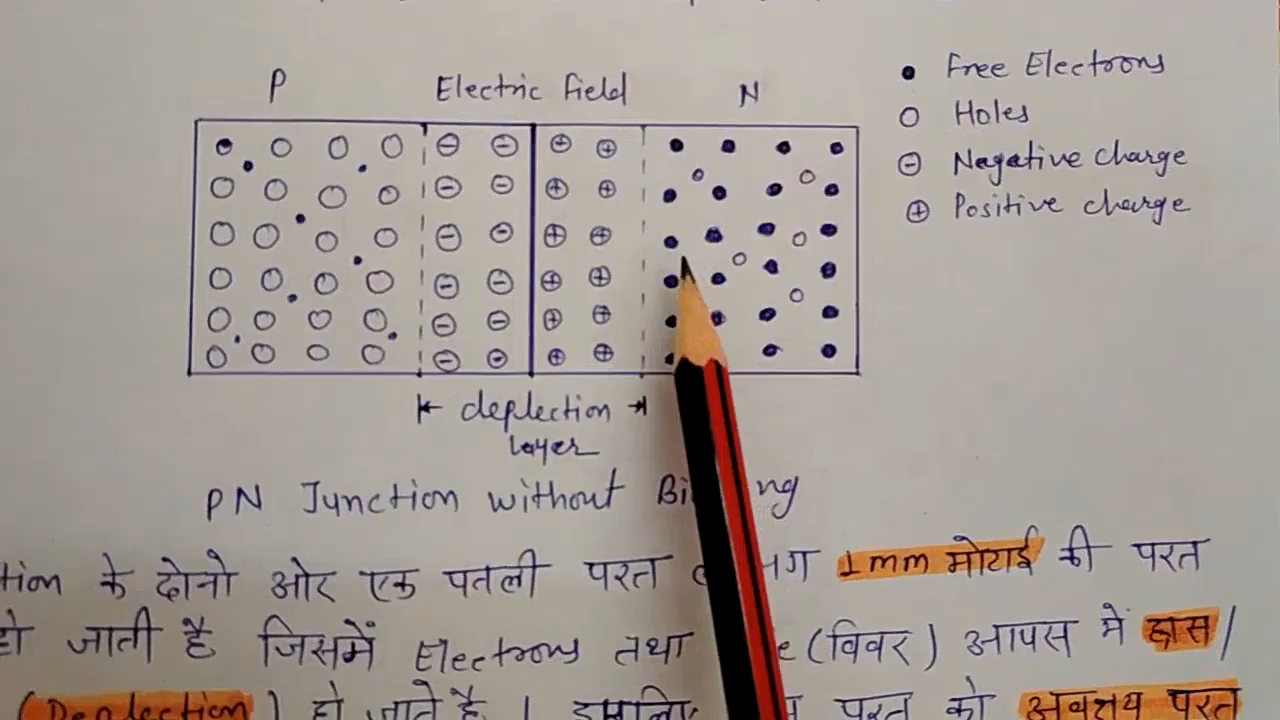 P Electric field N
Free Electrons
Holes
Negative charge
Positive charge
deplection
layer
PN Junction without
tion के दोनो ओर एक पतली परत 1mm मोटाई की परत
हो जाती है जिसमें Electrons तथा (विवर) आपस में ह्रास/
(Deplection) हो जाते है। परत को अवक्षय परत